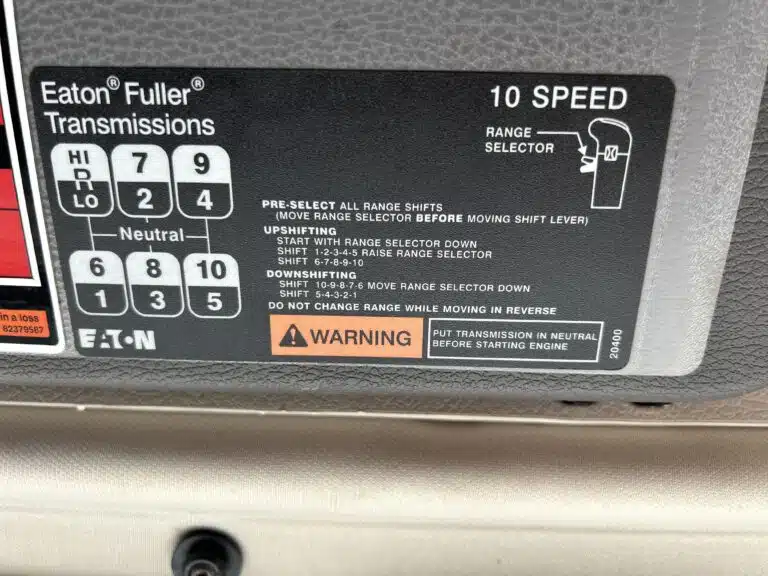 Eaton® Fuller®
Transmissions
10 SPEED
RANGE
SELECTOR
HI
R
LO
7
2
9
4
Neutral
6
1
8
3
10
5
EATON
PRE-SELECT ALL RANGE SHIFTS
(MOVE RANGE SELECTOR BEFORE MOVING SHIFT LEVER)
UPSHIFTING
START WITH RANGE SELECTOR DOWN
SHIFT 1-2-3-4-5 RAISE RANGE SELECTOR
SHIFT 6-7-8-9-10
DOWNSHIFTING
SHIFT 10-9-8-7-6 MOVE RANGE SELECTOR DOWN
SHIFT 5-4-3-2-1
DO NOT CHANGE RANGE WHILE MOVING IN REVERSE
WARNING
PUT TRANSMISSION IN NEUTRAL
BEFORE STARTING ENGINE
20400
in a loss
82379567